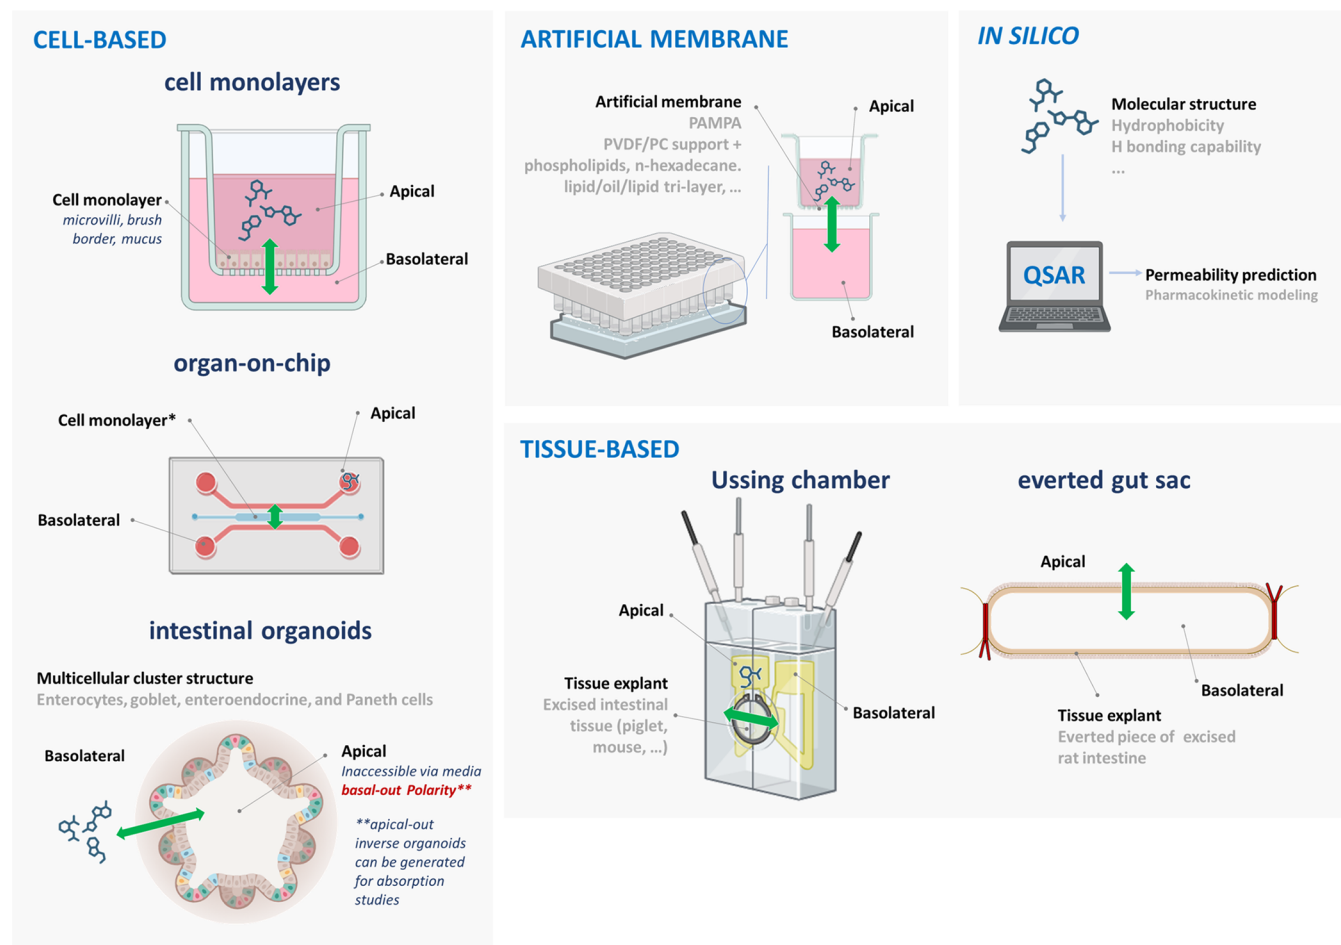 CELL-BASED
cell monolayers
Cell monolayer
microvilli, brush
border, mucus
Apical
Basolateral
organ-on-chip
Cell monolayer*
Apical
Basolateral
intestinal organoids
Multicellular cluster structure
Enterocytes, goblet, enteroendocrine, and Paneth cells
Basolateral
Apical
Inaccessible via media
basal-out Polarity**
**apical-out
inverse organoids
can be generated
for absorption
studies
ARTIFICIAL MEMBRANE
Artificial membrane
PAMPA
PVDF/PC support +
phospholipids, n-hexadecane.
lipid/oil/lipid tri-layer, ...
Apical
Basolateral
IN SILICO
Molecular structure
Hydrophobicity
H bonding capability
...
QSAR
Permeability prediction
Pharmacokinetic modeling
TISSUE-BASED
Ussing chamber
Apical
Tissue explant
Excised intestinal
tissue (piglet,
mouse, ...)
Basolateral
everted gut sac
Apical
Basolateral
Tissue explant
Everted piece of excised
rat intestine